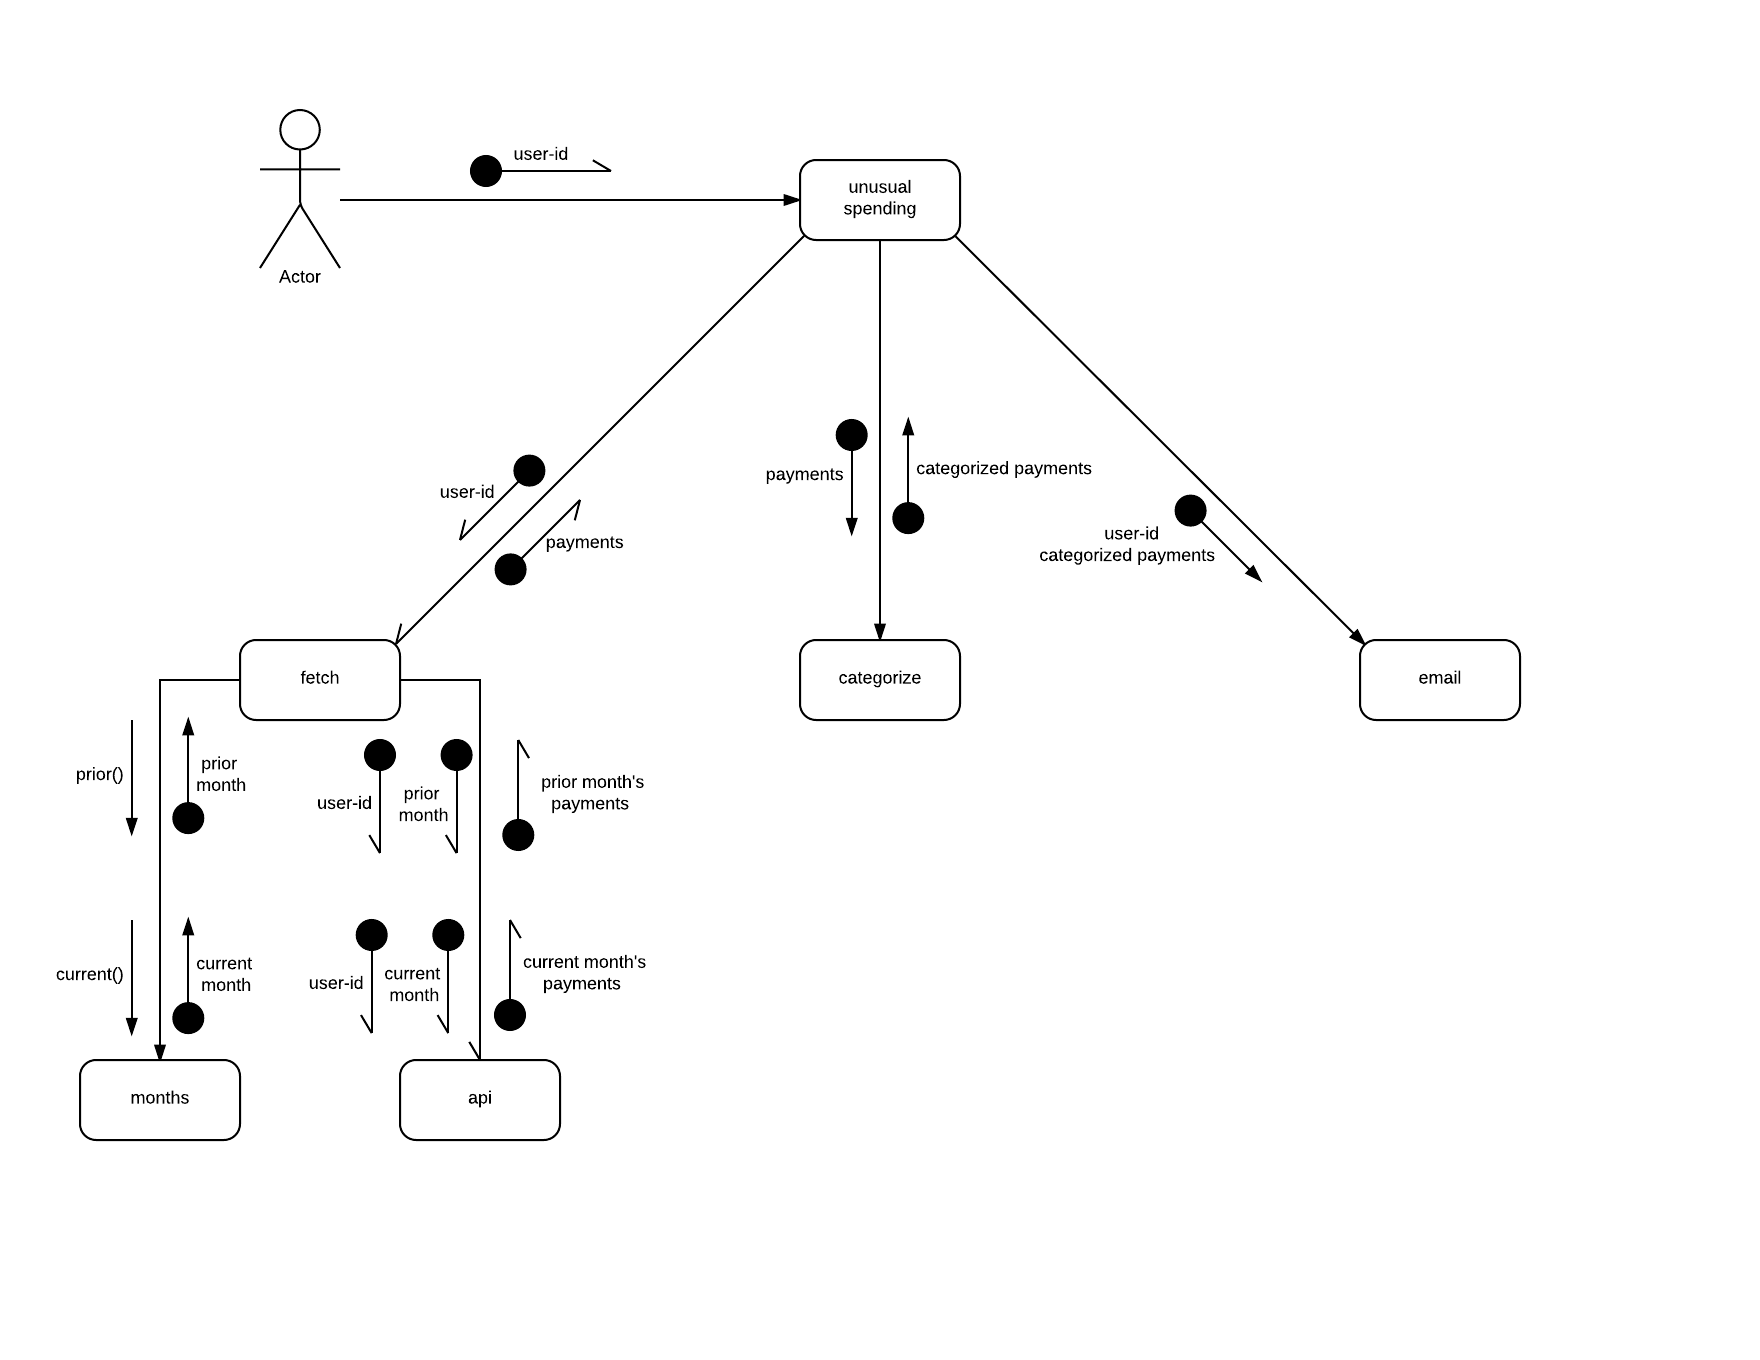 user-id
unusual
spending
Actor
user-id
payments
payments
categorized payments
user-id
categorized payments
fetch
categorize
email
prior()
prior
month
user-id
prior
month
prior month's
payments
current()
current
month
user-id
current
month
current month's
payments
months
api